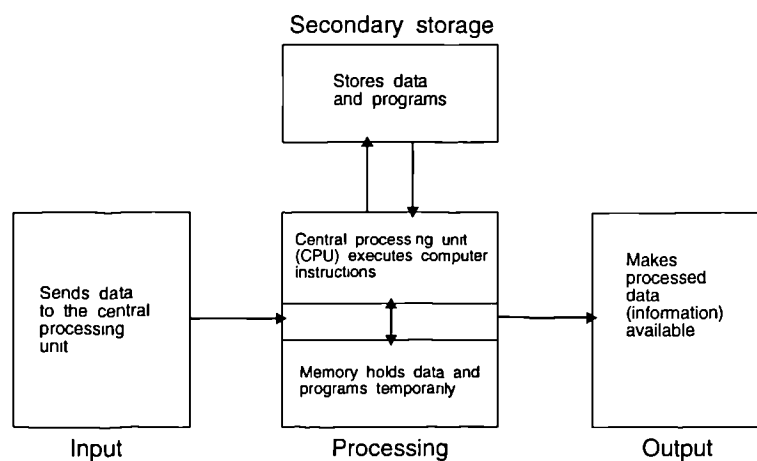 Secondary storage
Stores data
and programs
Central processing unit
(CPU) executes computer
instructions
Sends data
to the central
processing
unit
Makes
processed
data
(information)
available
Memory holds data and
programs temporarily
Input
Processing
Output